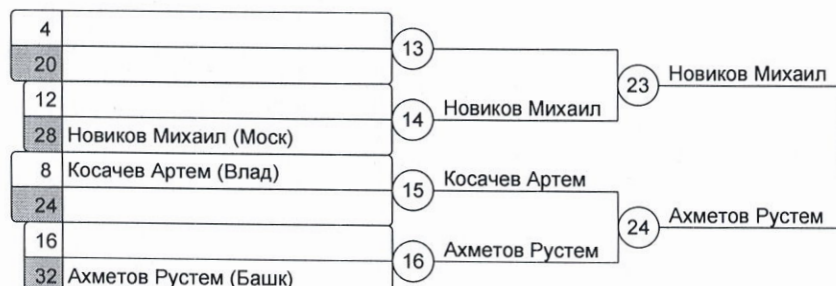 4
13
20
Новиков Михаил
23
12
Новиков Михаил
14
28 Новиков Михаил (Моск)
8 Косачев Артем (Влад)
Косачев Артем
15
24
Ахметов Рустем
24
16
Ахметов Рустем
16
32 Ахметов Рустем (Башк)